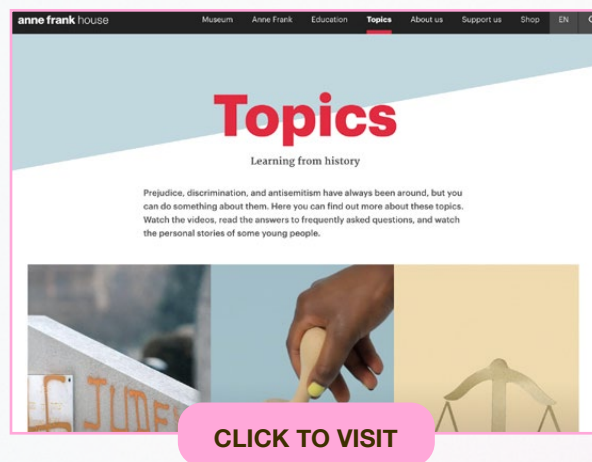 anne frank house Museum Anne Frank Education Topics About us Support us Shop EN
Topics
Learning from history
Prejudice, discrimination, and antisemitism have always been around, but you
can do something about them. Here you can find out more about these topics.
Watch the videos, read the answers to frequently asked questions, and watch
the personal stories of some young people.
JUDEN
CLICK TO VISIT